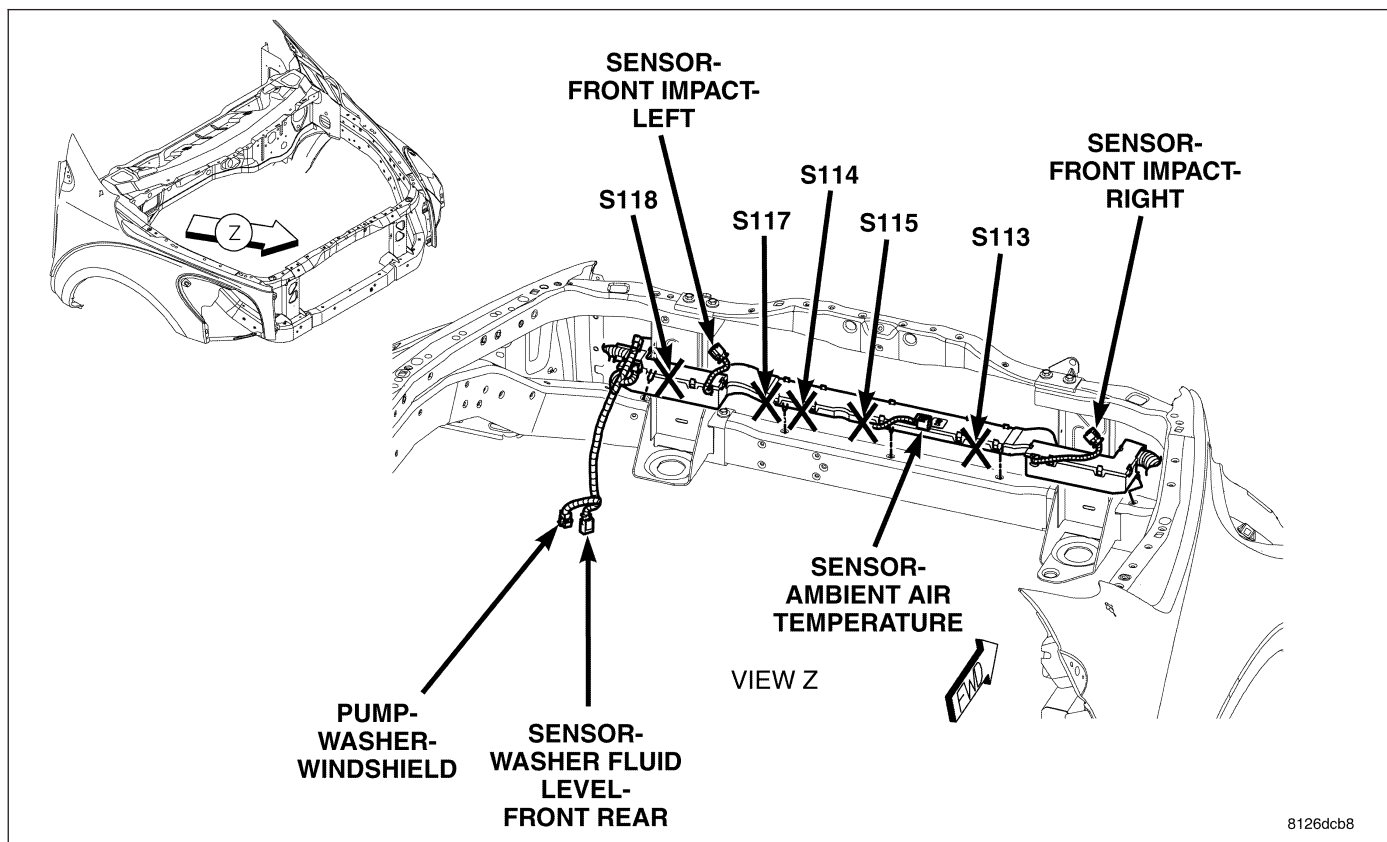 SENSOR-
FRONT IMPACT-
LEFT
SENSOR-
FRONT IMPACT-
RIGHT
S118
S117
S114
S115
S113
Z
SENSOR-
AMBIENT AIR
TEMPERATURE
VIEW Z
FWD
PUMP-
WASHER-
WINDSHIELD
SENSOR-
WASHER FLUID
LEVEL-
FRONT REAR
8126dcb8